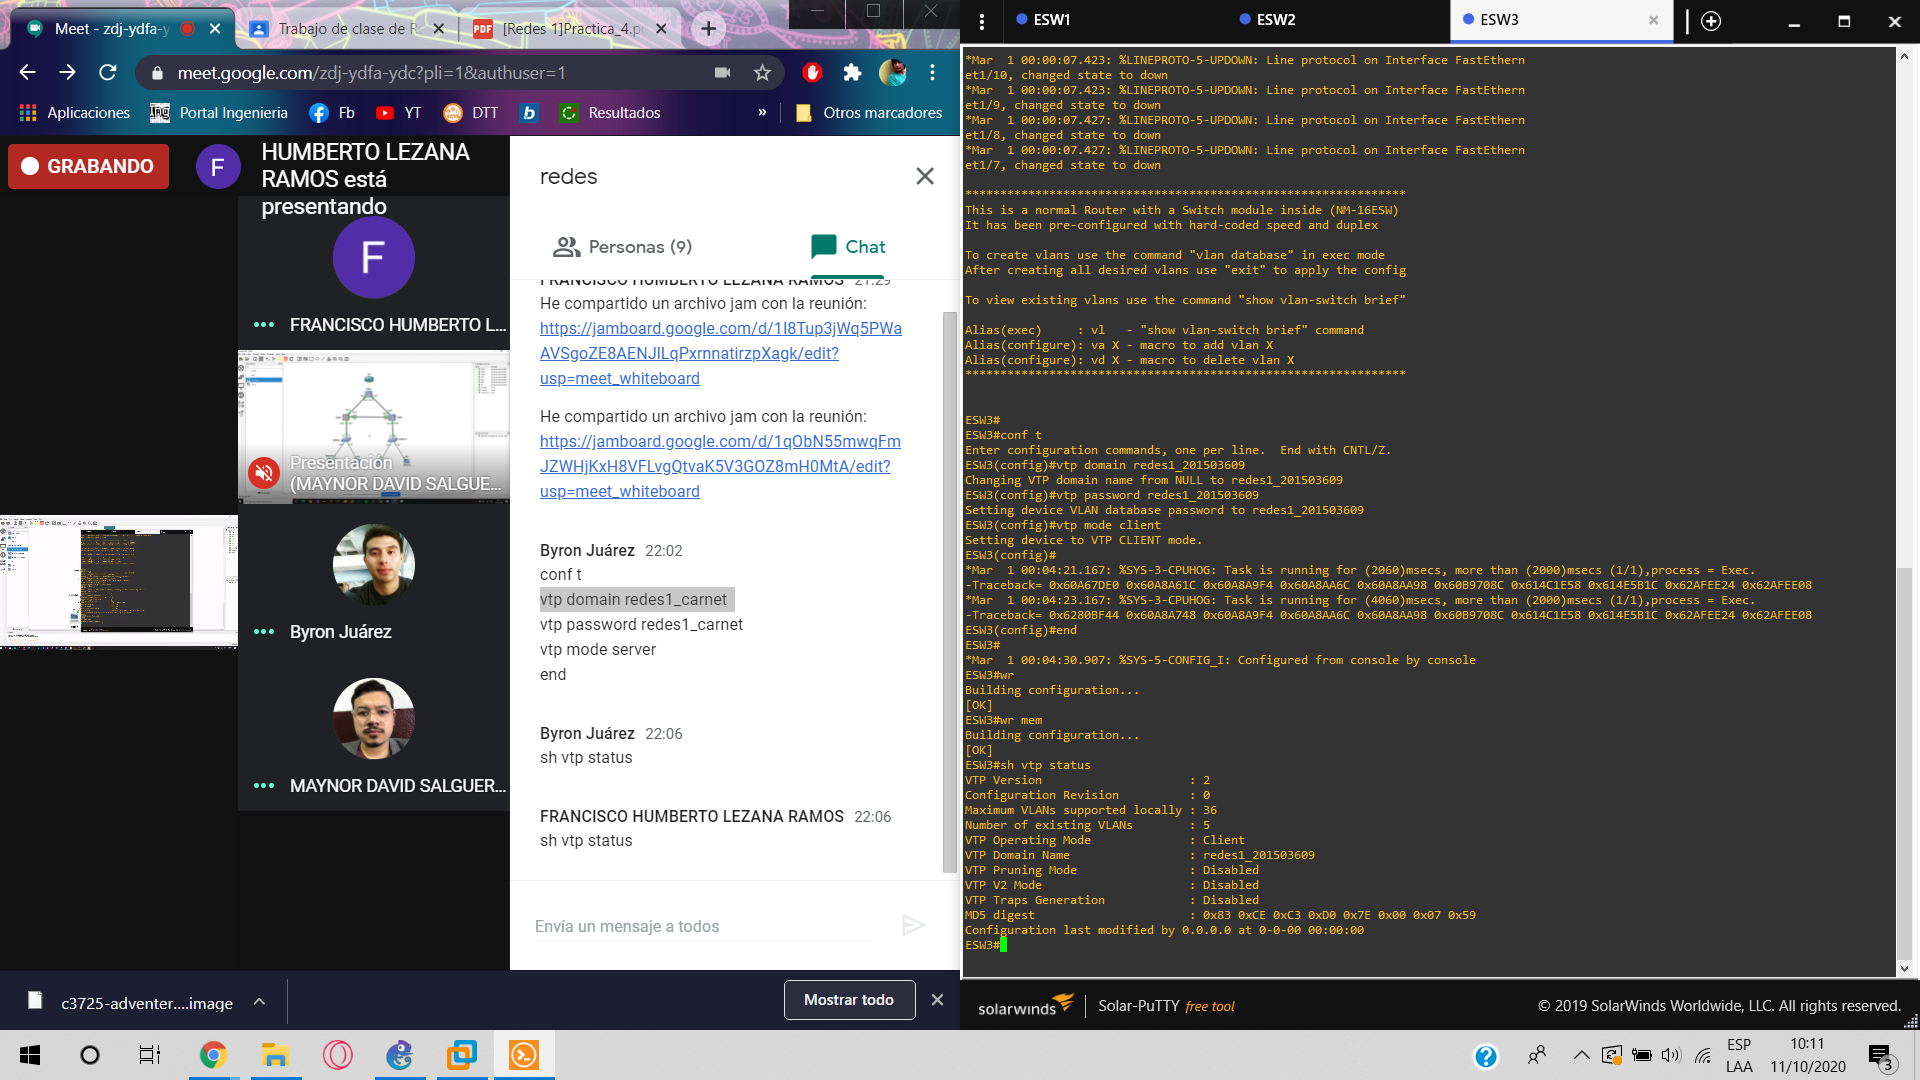 Meet - zdj-ydfa-y
Trabajo de clase de R
[Redes 1]Practica_4.p
meet.google.com/zdj-ydfa-ydc?pli=1&authuser=1
Aplicaciones
Portal Ingenieria
Fb
YT
DTT
Resultados
»
Otros marcadores
GRABANDO
F
HUMBERTO LEZANA
RAMOS está
presentando
F
FRANCISCO HUMBERTO L...
Presentación
(MAYNOR DAVID SALGUE...
Byron Juárez
MAYNOR DAVID SALGUER...
redes
Personas (9)
Chat
FRANCISCO HUMBERTO LEZANA RAMOS 21:29
He compartido un archivo jam con la reunión:
https://jamboard.google.com/d/1I8Tup3jWq5PWa
AVSgoZE8AENJlLqPxrnnatirzpXagk/edit?
usp=meet_whiteboard
He compartido un archivo jam con la reunión:
https://jamboard.google.com/d/1qObN55mwqFm
JZWHjKxH8VFLvgQtvaK5V3GOZ8mH0MtA/edit?
usp=meet_whiteboard
Byron Juárez 22:02
conf t
vtp domain redes1_carnet
vtp password redes1_carnet
vtp mode server
end
Byron Juárez 22:06
sh vtp status
FRANCISCO HUMBERTO LEZANA RAMOS 22:06
sh vtp status
Envía un mensaje a todos
c3725-adventer....image
Mostrar todo
ESW1
ESW2
ESW3
*Mar  1 00:00:07.423: %LINEPROTO-5-UPDOWN: Line protocol on Interface FastEthern
et1/10, changed state to down
*Mar  1 00:00:07.423: %LINEPROTO-5-UPDOWN: Line protocol on Interface FastEthern
et1/9, changed state to down
*Mar  1 00:00:07.427: %LINEPROTO-5-UPDOWN: Line protocol on Interface FastEthern
et1/8, changed state to down
*Mar  1 00:00:07.427: %LINEPROTO-5-UPDOWN: Line protocol on Interface FastEthern
et1/7, changed state to down
***************************************************************
This is a normal Router with a Switch module inside (NM-16ESW)
It has been pre-configured with hard-coded speed and duplex
To create vlans use the command "vlan database" in exec mode
After creating all desired vlans use "exit" to apply the config
To view existing vlans use the command "show vlan-switch brief"
Alias(exec)     : vl   - "show vlan-switch brief" command
Alias(configure): va X - macro to add vlan X
Alias(configure): vd X - macro to delete vlan X
***************************************************************
ESW3#
ESW3#conf t
Enter configuration commands, one per line.  End with CNTL/Z.
ESW3(config)#vtp domain redes1_201503609
Changing VTP domain name from NULL to redes1_201503609
ESW3(config)#vtp password redes1_201503609
Setting device VLAN database password to redes1_201503609
ESW3(config)#vtp mode client
Setting device to VTP CLIENT mode.
ESW3(config)#
*Mar  1 00:04:21.167: %SYS-3-CPUHOG: Task is running for (2060)msecs, more than (2000)msecs (1/1),process = Exec.
-Traceback= 0x60A67DE0 0x60A8A61C 0x60A8A9F4 0x60A8AA6C 0x60A8AA98 0x60B9708C 0x614C1E58 0x614E5B1C 0x62AFEE24 0x62AFEE08
*Mar  1 00:04:23.167: %SYS-3-CPUHOG: Task is running for (4060)msecs, more than (2000)msecs (1/1),process = Exec.
-Traceback= 0x6280BF44 0x60A8A748 0x60A8A9F4 0x60A8AA6C 0x60A8AA98 0x60B9708C 0x614C1E58 0x614E5B1C 0x62AFEE24 0x62AFEE08
ESW3(config)#end
ESW3#
*Mar  1 00:04:30.907: %SYS-5-CONFIG_I: Configured from console by console
ESW3#wr
Building configuration...
[OK]
ESW3#wr mem
Building configuration...
[OK]
ESW3#sh vtp status
VTP Version                     : 2
Configuration Revision          : 0
Maximum VLANs supported locally : 36
Number of existing VLANs        : 5
VTP Operating Mode              : Client
VTP Domain Name                 : redes1_201503609
VTP Pruning Mode                : Disabled
VTP V2 Mode                     : Disabled
VTP Traps Generation            : Disabled
MD5 digest                      : 0x83 0xCE 0xC3 0xD0 0x7E 0x00 0x07 0x59
Configuration last modified by 0.0.0.0 at 0-0-00 00:00:00
ESW3#
solarwinds
Solar-PuTTY free tool
© 2019 SolarWinds Worldwide, LLC. All rights reserved.
ESP
LAA
10:11
11/10/2020
3